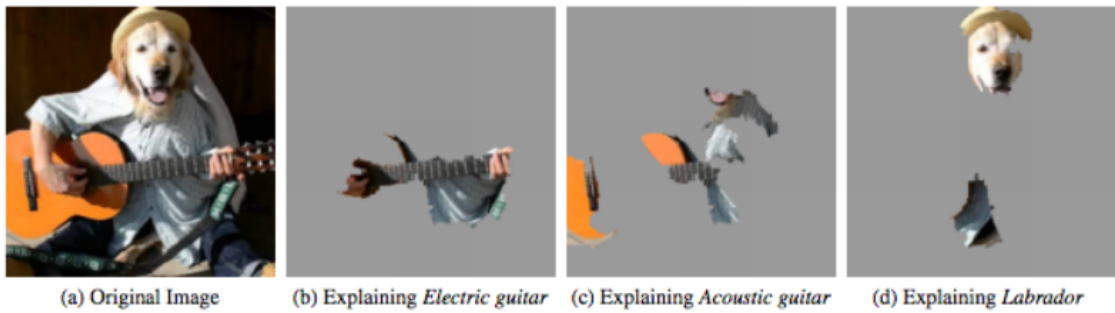 (a) Original Image
(b) Explaining Electric guitar
(c) Explaining Acoustic guitar
(d) Explaining Labrador